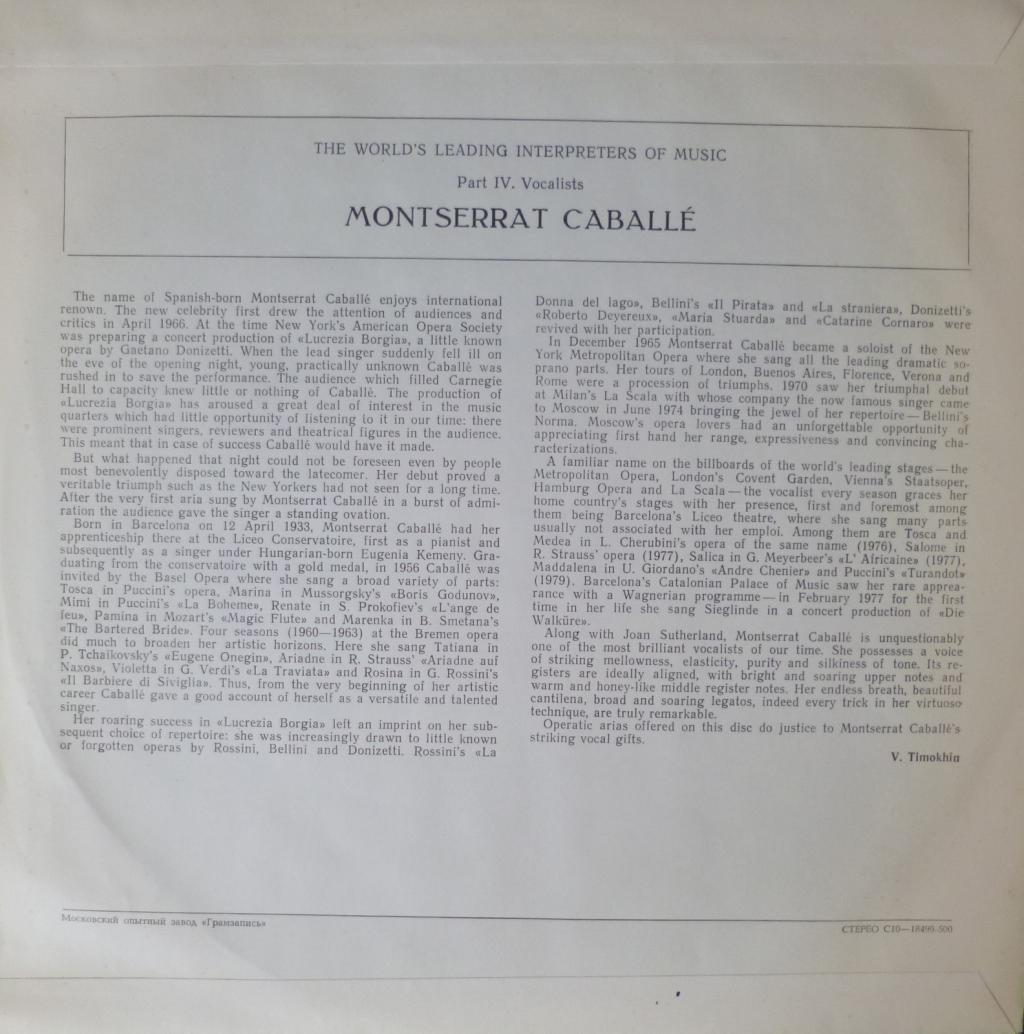 THE WORLD'S LEADING INTERPRETERS OF MUSIC
Part IV. Vocalists
MONTSERRAT CABALLÉ
The name of Spanish-born Montserrat Caballé enjoys international
renown. The new celebrity first drew the attention of audiences and
critics in April 1966. At the time New York's American Opera Society
was preparing a concert production of «Lucrezia Borgia», a little known
opera by Gaetano Donizetti. When the lead singer suddenly fell ill on
the eve of the opening night, young, practically unknown Caballé was
rushed in to save the performance. The audience which filled Carnegie
Hall to capacity knew little or nothing of Caballé. The production of
«Lucrezia Borgia» has aroused a great deal of interest in the music
quarters which had little opportunity of listening to it in our time: there
were prominent singers, reviewers and theatrical figures in the audience.
This meant that in case of success Caballé would have it made.
But what happened that night could not be foreseen even by people
most benevolently disposed toward the latecomer. Her debut proved a
veritable triumph such as the New Yorkers had not seen for a long time.
After the very first aria sung by Montserrat Caballé in a burst of admi-
ration the audience gave the singer a standing ovation.
Born in Barcelona on 12 April 1933, Montserrat Caballé had her
apprenticeship there at the Liceo Conservatoire, first as a pianist and
subsequently as a singer under Hungarian-born Eugenia Kemeny. Gra-
duating from the conservatoire with a gold medal, in 1956 Caballé was
invited by the Basel Opera where she sang a broad variety of parts:
Tosca in Puccini's opera, Marina in Mussorgsky's «Boris Godunov»,
Mimi in Puccini's «La Boheme», Renate in S. Prokofiev's «L'ange de
feu», Pamina in Mozart's «Magic Flute» and Marenka in B. Smetana's
«The Bartered Bride». Four seasons (1960—1963) at the Bremen opera
did much to broaden her artistic horizons. Here she sang Tatiana in
P. Tchaikovsky's «Eugene Onegin», Ariadne in R. Strauss' «Ariadne auf
Naxos», Violetta in G. Verdi's «La Traviata» and Rosina in G. Rossini's
«Il Barbiere di Siviglia». Thus, from the very beginning of her artistic
career Caballé gave a good account of herself as a versatile and talented
singer.
Her roaring success in «Lucrezia Borgia» left an imprint on her sub-
sequent choice of repertoire: she was increasingly drawn to little known
or forgotten operas by Rossini, Bellini and Donizetti. Rossini's «La
Donna del lago», Bellini's «Il Pirata» and «La straniera», Donizetti's
«Roberto Deyereux», «Maria Stuarda» and «Catarine Cornaro» were
revived with her participation.
In December 1965 Montserrat Caballé became a soloist of the New
York Metropolitan Opera where she sang all the leading dramatic so-
prano parts. Her tours of London, Buenos Aires, Florence, Verona and
Rome were a procession of triumphs. 1970 saw her triumphal debut
at Milan's La Scala with whose company the now famous singer came
to Moscow in June 1974 bringing the jewel of her repertoire — Bellini's
Norma. Moscow's opera lovers had an unforgettable opportunity of
appreciating first hand her range, expressiveness and convincing cha-
racterizations.
A familiar name on the billboards of the world's leading stages — the
Metropolitan Opera, London's Covent Garden, Vienna's Staatsoper,
Hamburg Opera and La Scala — the vocalist every season graces her
home country's stages with her presence, first and foremost among
them being Barcelona's Liceo theatre, where she sang many parts
usually not associated with her emploi. Among them are Tosca and
Medea in L. Cherubini's opera of the same name (1976), Salome in
R. Strauss' opera (1977), Salica in G. Meyerbeer's «L' Africaine» (1977),
Maddalena in U. Giordano's «Andre Chenier» and Puccini's «Turandot»
(1979). Barcelona's Catalonian Palace of Music saw her rare appea-
rance with a Wagnerian programme — in February 1977 for the first
time in her life she sang Sieglinde in a concert production of «Die
Walküre».
Along with Joan Sutherland, Montserrat Caballé is unquestionably
one of the most brilliant vocalists of our time. She possesses a voice
of striking mellowness, elasticity, purity and silkiness of tone. Its re-
gisters are ideally aligned, with bright and soaring upper notes and
warm and honey-like middle register notes. Her endless breath, beautiful
cantilena, broad and soaring legatos, indeed every trick in her virtuoso
technique, are truly remarkable.
Operatic arias offered on this disc do justice to Montserrat Caballé's
striking vocal gifts.
V. Timokhin
Московский опытный завод «Грамзапись»
СТЕРЕО С10—18499-500